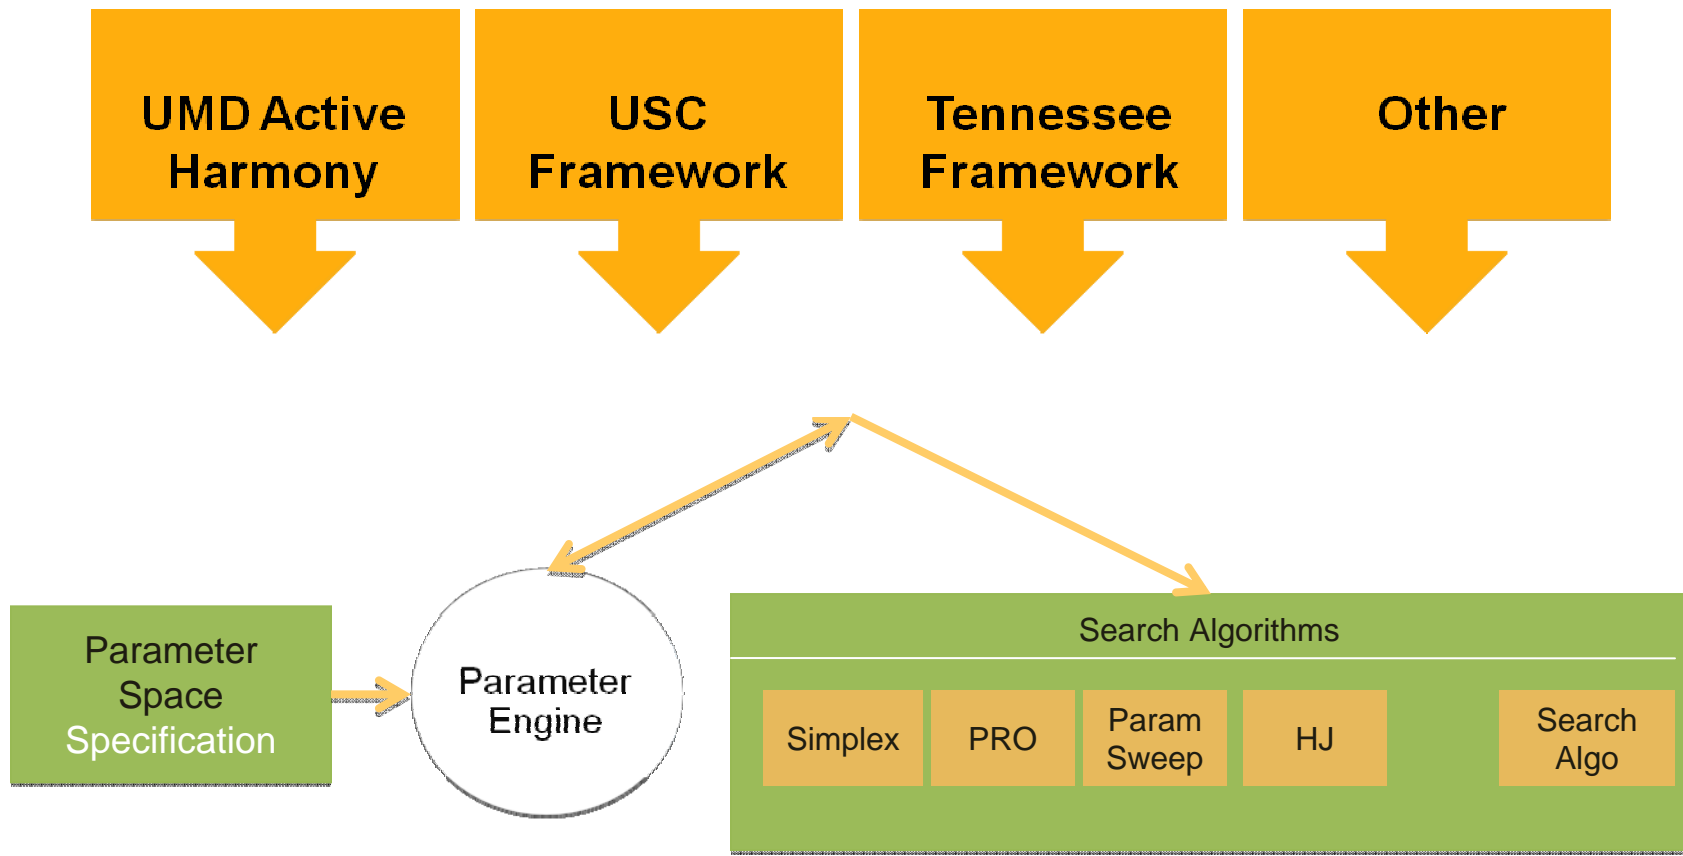 UMD Active
Harmony
USC
Framework
Tennessee
Framework
Other
Parameter
Space
Specification
Parameter
Engine
Search Algorithms
Simplex
PRO
Param
Sweep
HJ
Search
Algo